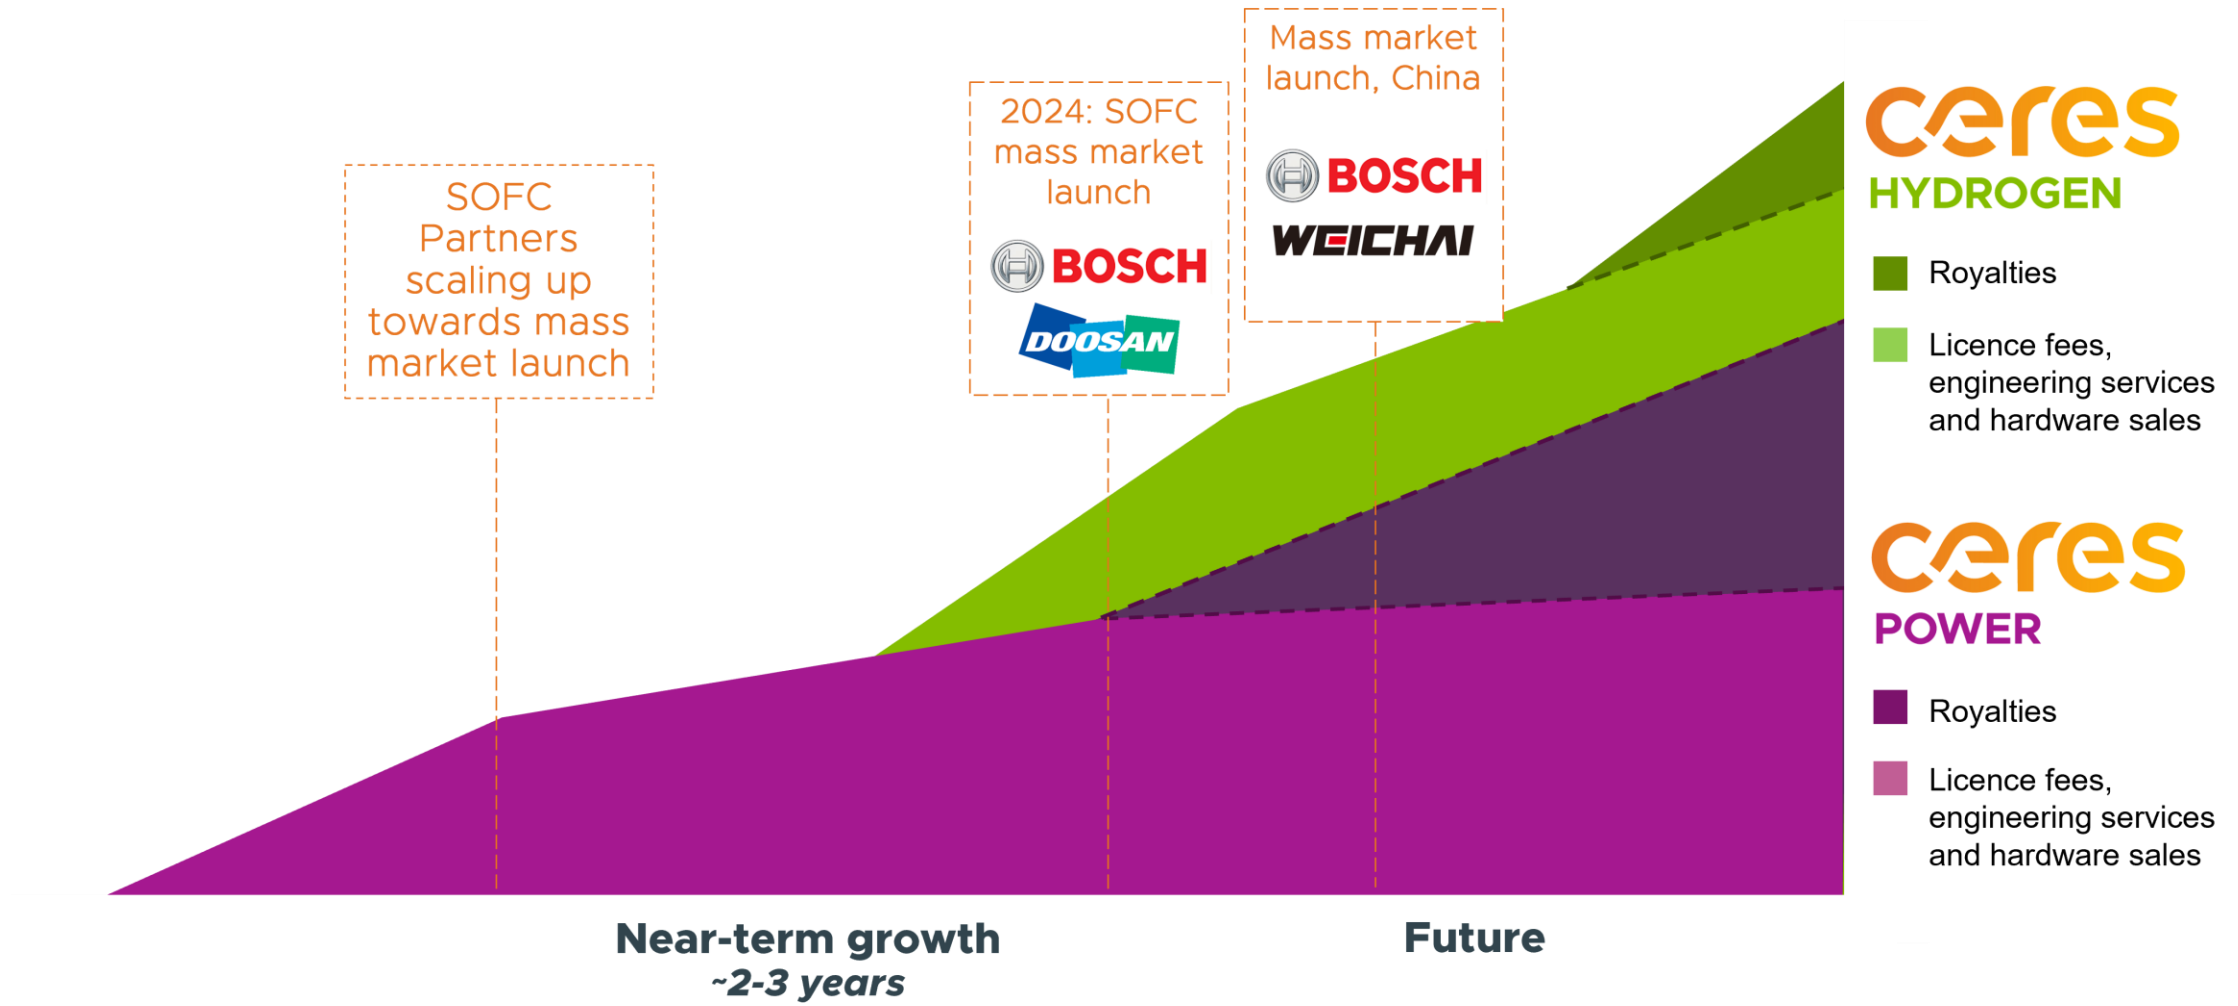 SOFC
Partners
scaling up
towards mass
market launch
2024: SOFC
mass market
launch
BOSCH
DOOSAN
Mass market
launch, China
BOSCH
WEICHAI
ceres
HYDROGEN
Royalties
Licence fees,
engineering services
and hardware sales
ceres
POWER
Royalties
Licence fees,
engineering services
and hardware sales
Near-term growth
~2-3 years
Future